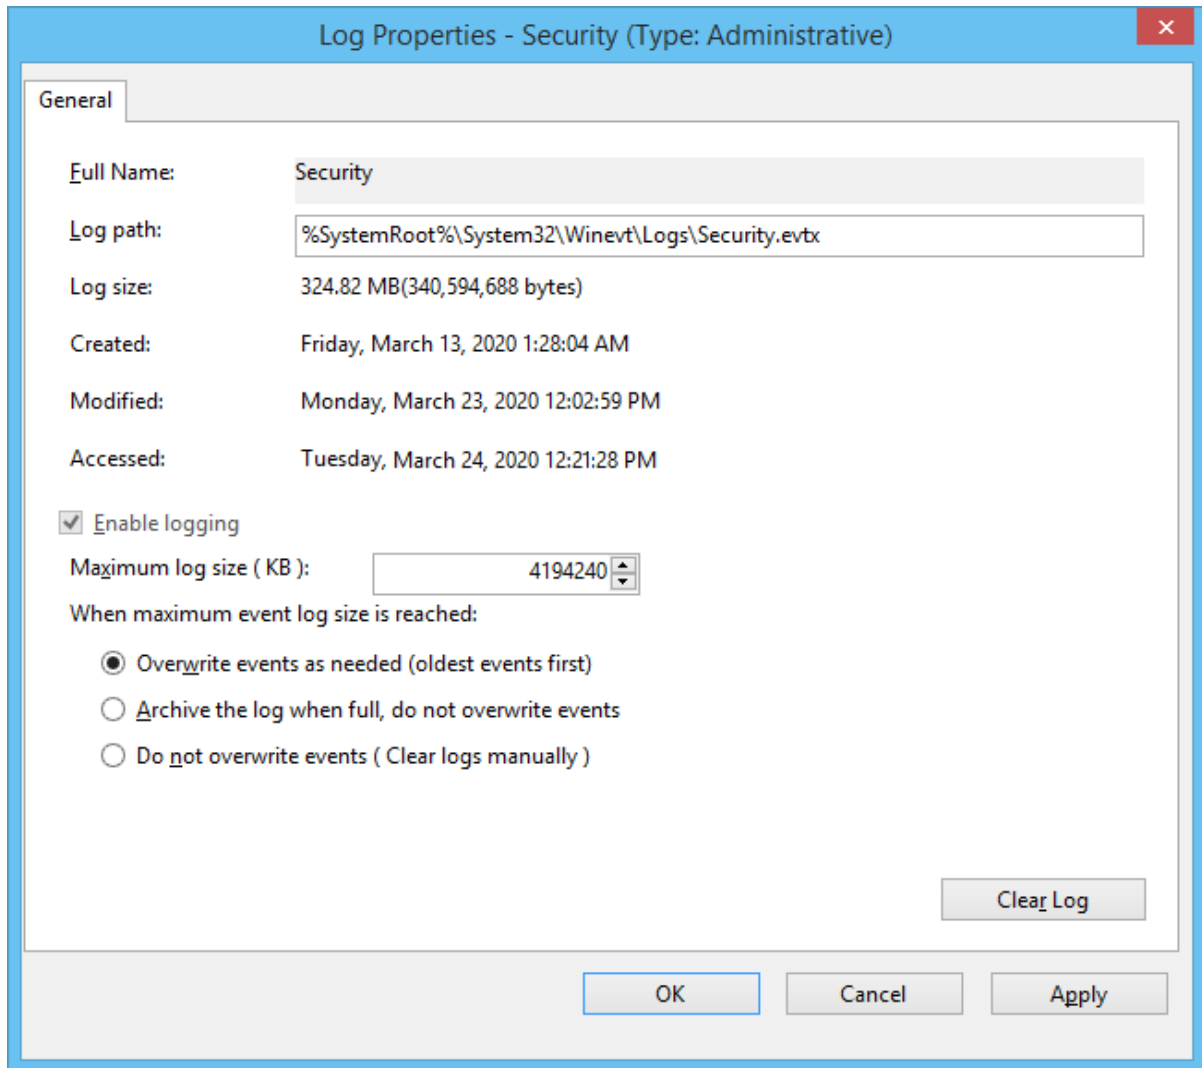 Log Properties - Security (Type: Administrative)
General
Full Name: Security
Log path: %SystemRoot%\System32\Winevt\Logs\Security.evtx
Log size: 324.82 MB(340,594,688 bytes)
Created: Friday, March 13, 2020 1:28:04 AM
Modified: Monday, March 23, 2020 12:02:59 PM
Accessed: Tuesday, March 24, 2020 12:21:28 PM
Enable logging
Maximum log size ( KB ): 4194240
When maximum event log size is reached:
Overwrite events as needed (oldest events first)
Archive the log when full, do not overwrite events
Do not overwrite events ( Clear logs manually )
Clear Log
OK Cancel Apply